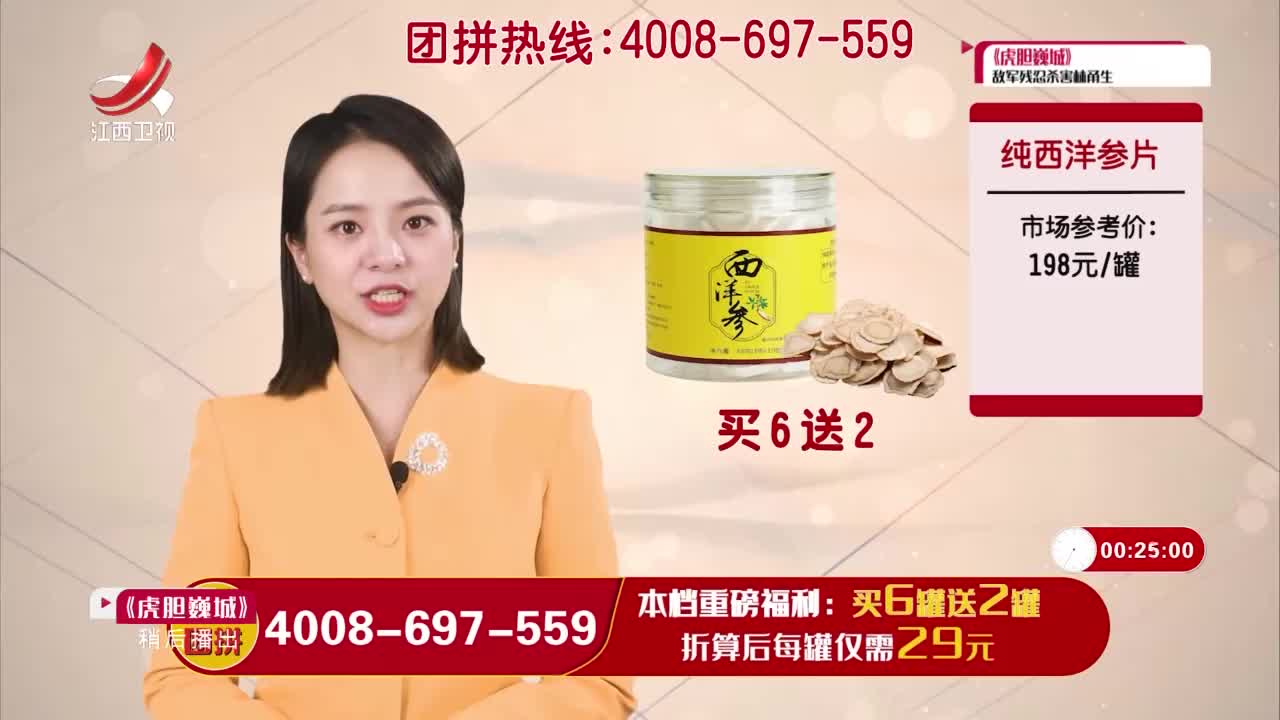 团拼热线:4008-697-559
江西卫视
《虎胆巍城》
敌军残忍杀害林甬生
纯西洋参片
市场参考价:
198元/罐
西洋参
买6送2
00:25:00
《虎胆巍城》
稍后播出
团拼
4008-697-559
本档重磅福利：买6罐送2罐
折算后每罐仅需29元